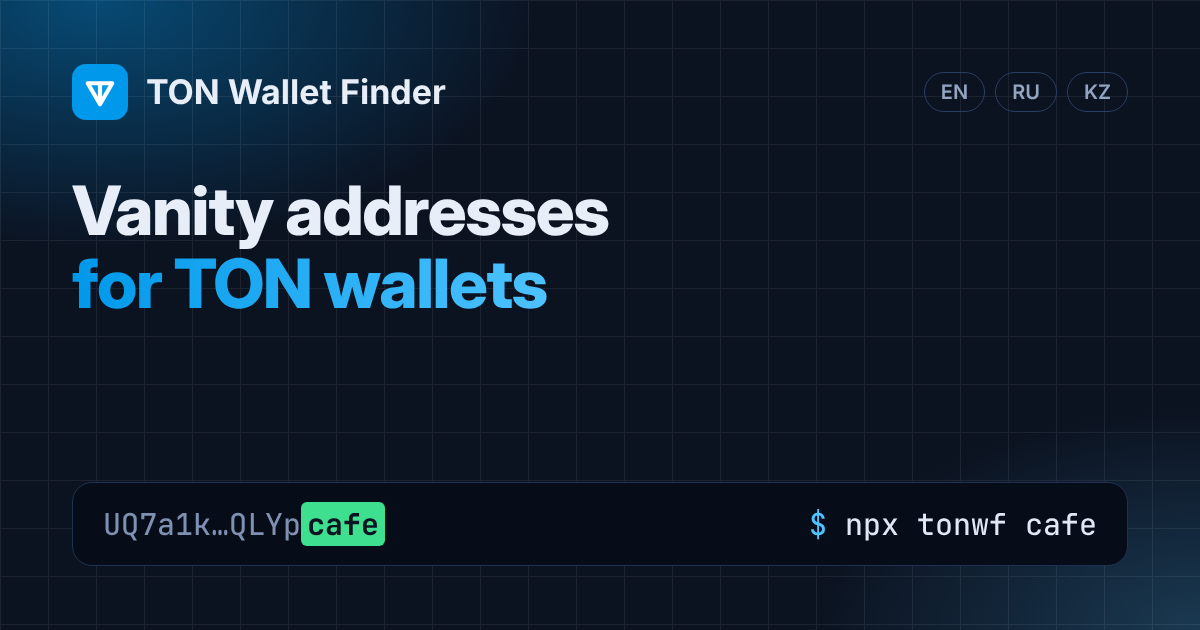 TON Wallet Finder
EN RU KZ
Vanity addresses
for TON wallets
UQ7a1k…QLYpcafe
$ npx tonwf cafe